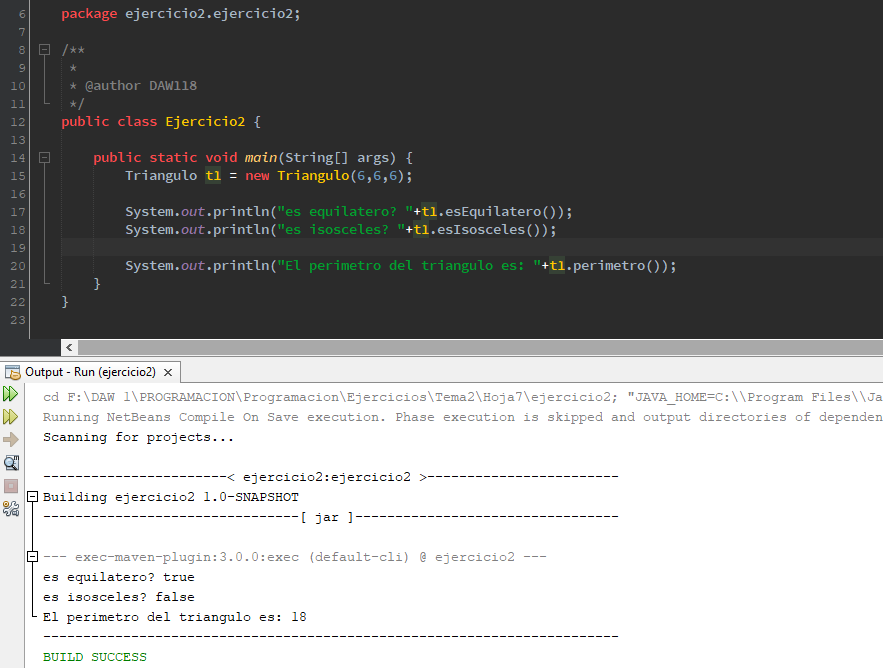 6 package ejercicio2.ejercicio2;
7
8 /**
9 *
10 * @author DAW118
11 */
12 public class Ejercicio2 {
13
14 public static void main(String[] args) {
15 Triangulo t1 = new Triangulo(6,6,6);
16
17 System.out.println("es equilatero? "+t1.esEquilatero());
18 System.out.println("es isosceles? "+t1.esIsosceles());
19
20 System.out.println("El perimetro del triangulo es: "+t1.perimetro());
21 }
22 }
23
Output - Run (ejercicio2) ×
cd F:\DAW 1\PROGRAMACION\Programacion\Ejercicios\Tema2\Hoja7\ejercicio2; "JAVA_HOME=C:\\Program Files\\Ja
Running NetBeans Compile On Save execution. Phase execution is skipped and output directories of dependen
Scanning for projects...
-----------------------< ejercicio2:ejercicio2 >------------------------
Building ejercicio2 1.0-SNAPSHOT
--------------------------------[ jar ]---------------------------------
--- exec-maven-plugin:3.0.0:exec (default-cli) @ ejercicio2 ---
es equilatero? true
es isosceles? false
El perimetro del triangulo es: 18
------------------------------------------------------------------------
BUILD SUCCESS